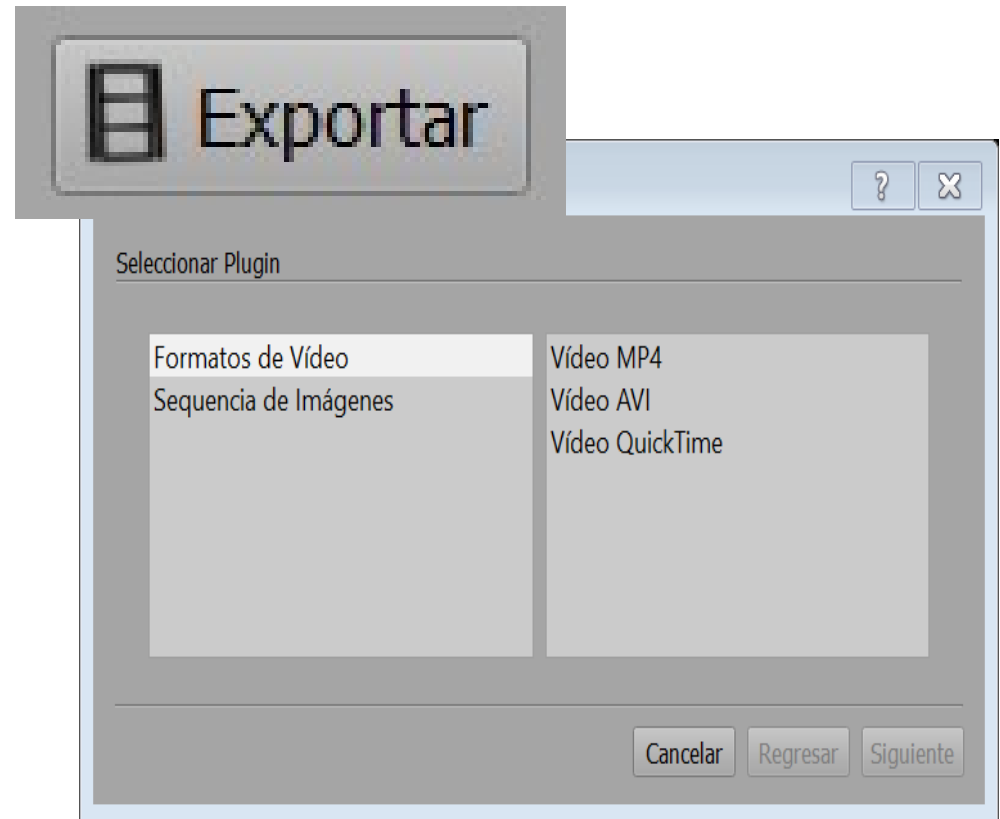 Exportar
?
Seleccionar Plugin
Formatos de Vídeo
Sequencia de Imágenes
Vídeo MP4
Vídeo AVI
Vídeo QuickTime
Cancelar Regresar Siguiente